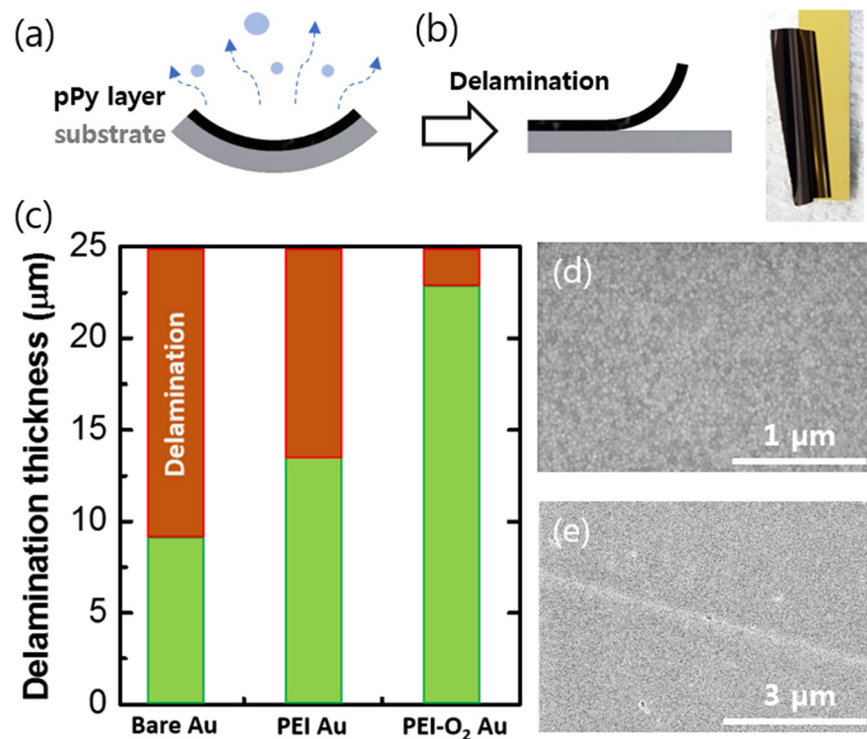 (a)
(b)
pPy layer
substrate
Delamination
(c)
Delamination thickness (μm)
25
20
15
10
5
0
Delamination
Bare Au
PEI Au
PEI-O₂ Au
(d)
1 μm
(e)
3 μm